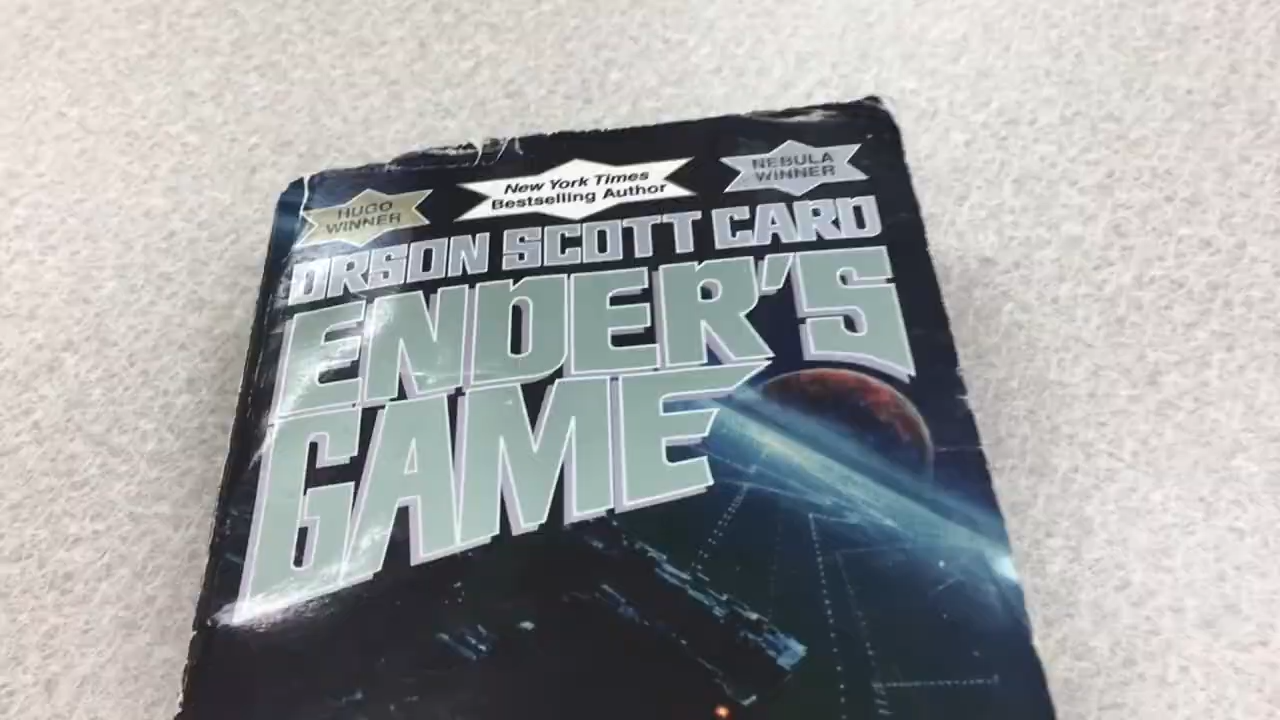 HUGO
WINNER
New York Times
Bestselling Author
NEBULA
WINNER
ORSON SCOTT CARD
ENDER'S
GAME